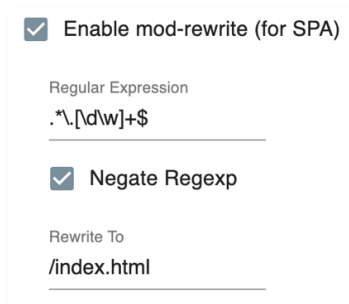 Enable mod-rewrite (for SPA)
Regular Expression
.*\.[\d\w]+$
Negate Regexp
Rewrite To
/index.html